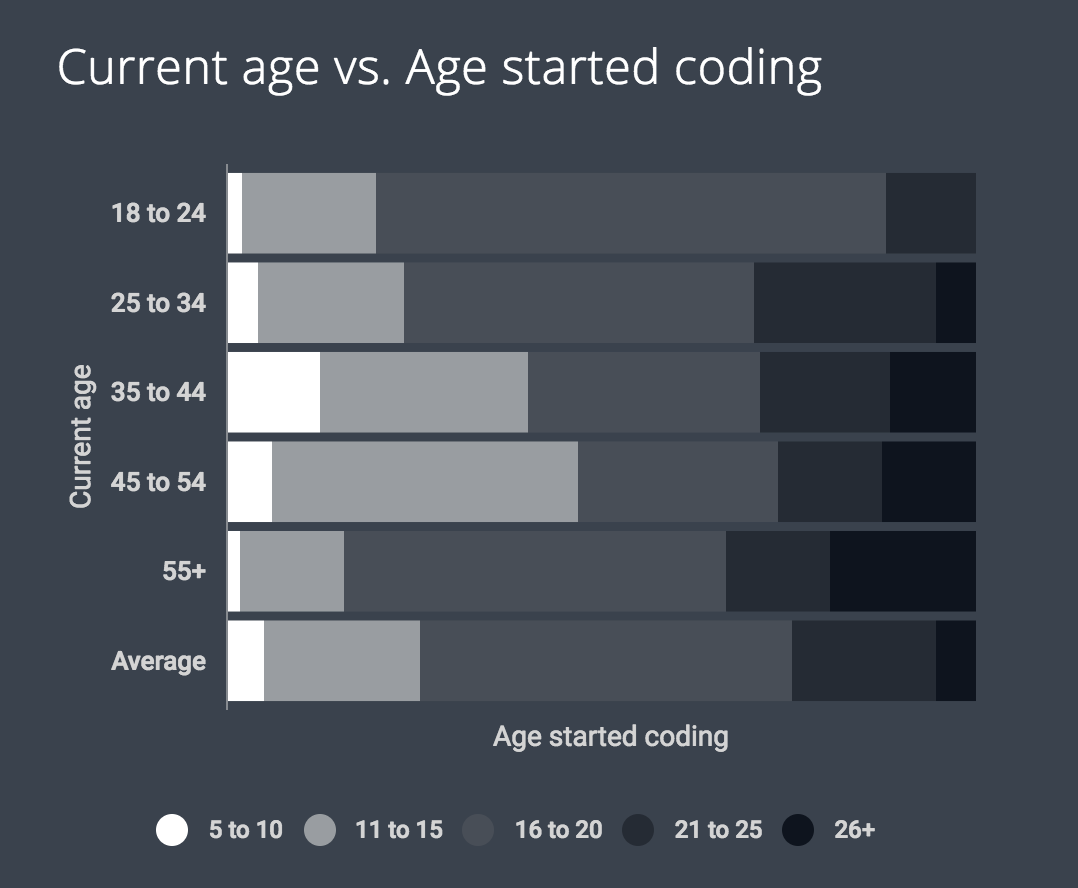 Current age vs. Age started coding
Current age
18 to 24
25 to 34
35 to 44
45 to 54
55+
Average
Age started coding
5 to 10 11 to 15 16 to 20 21 to 25 26+